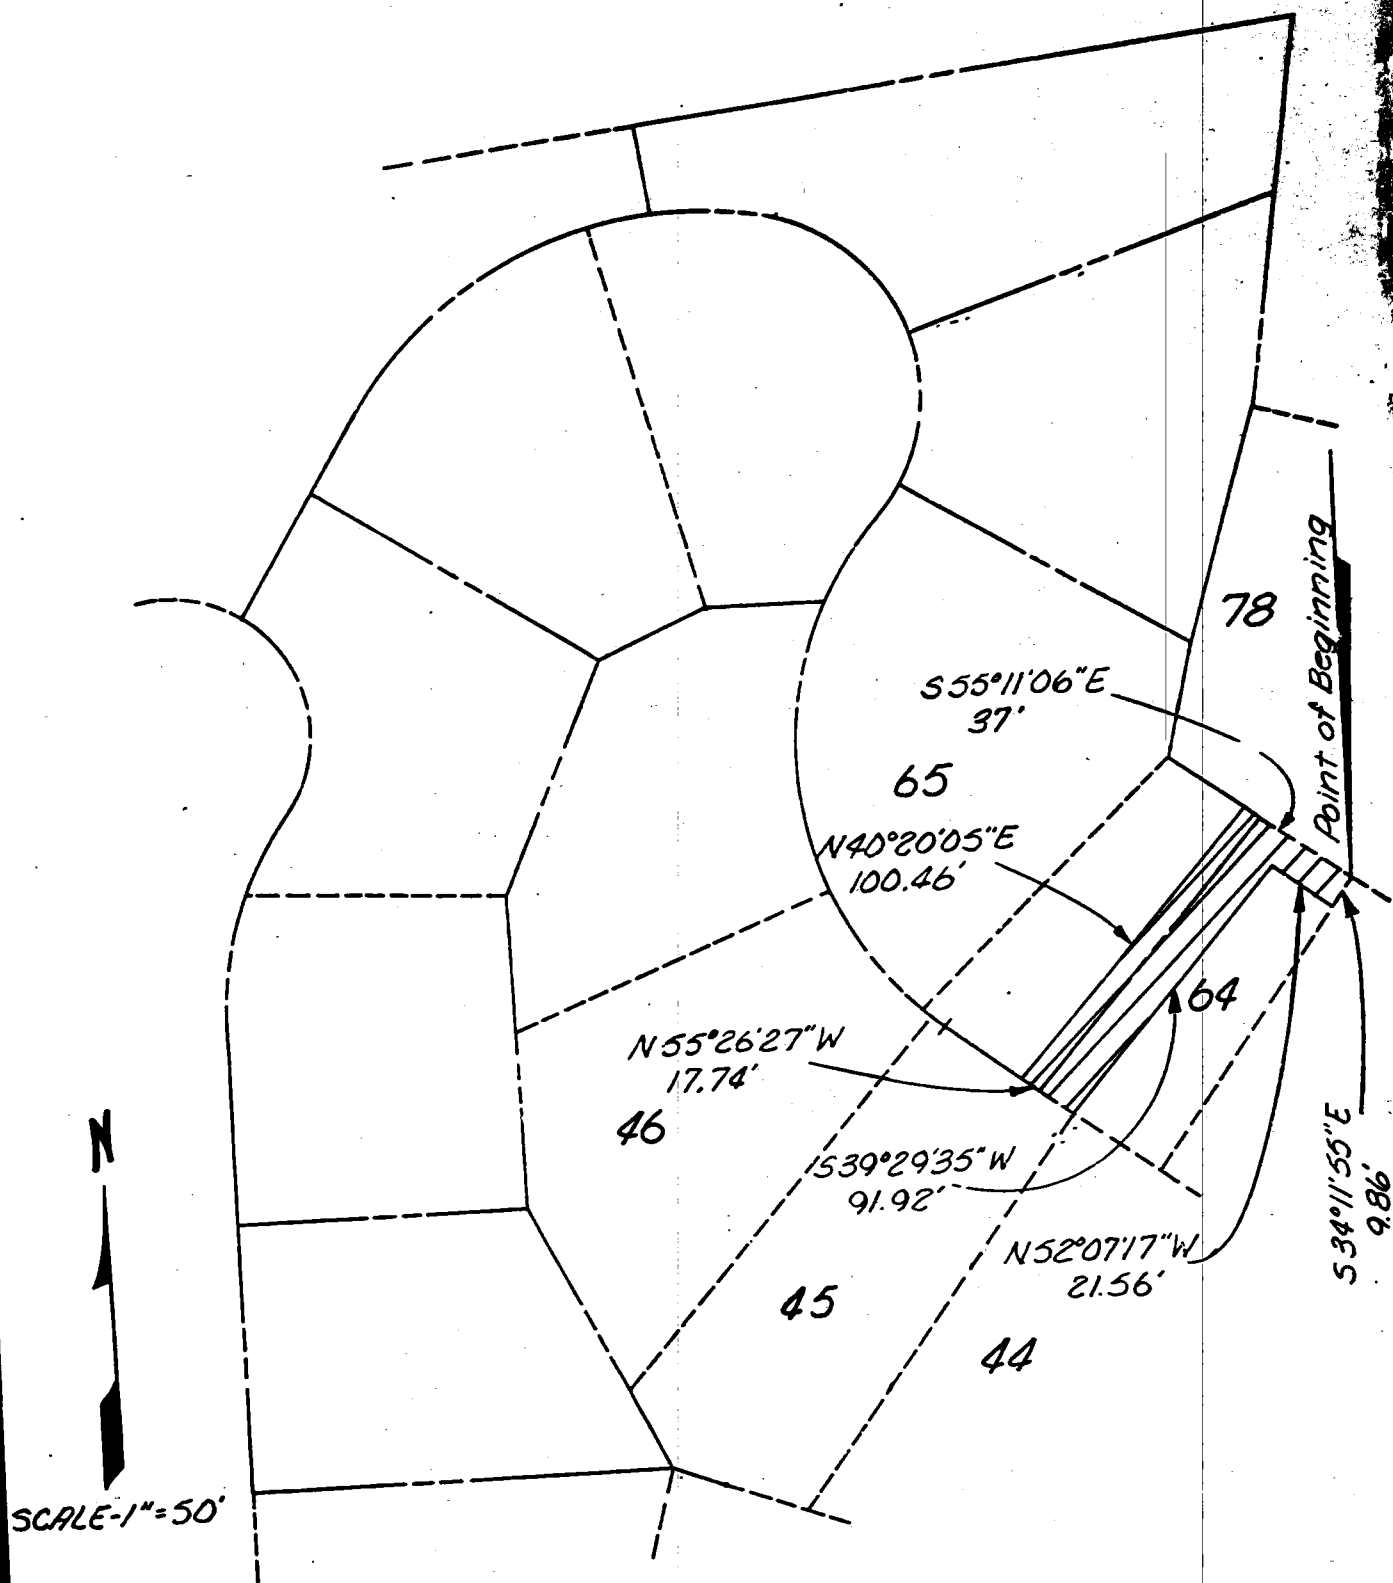 78
Point of Beginning
S55°11'06"E
37'
65
N40°20'05"E
100.46'
64
N55°26'27"W
17.74'
46
S39°29'35"W
91.92'
N52°07'17"W
21.56'
S34°11'55"E
9.86'
45
44
N
SCALE-1"=50'